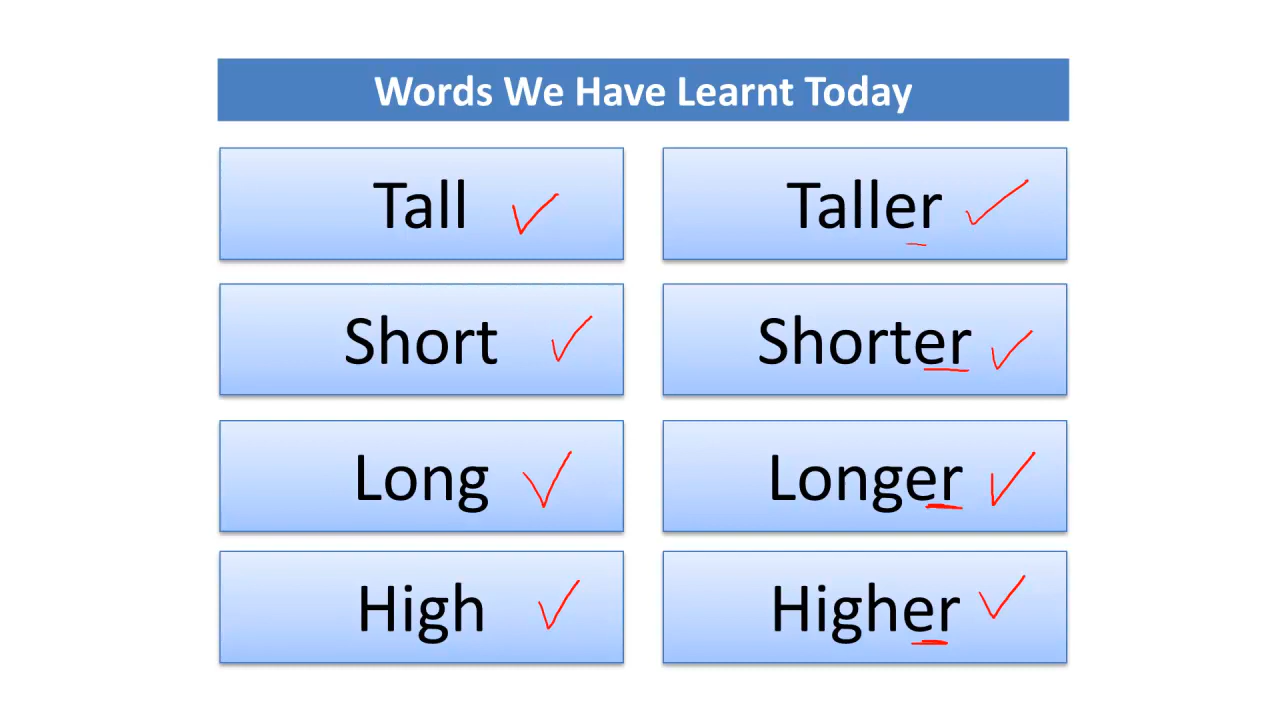 Words We Have Learnt Today
Tall Taller
Short Shorter
Long Longer
High Higher